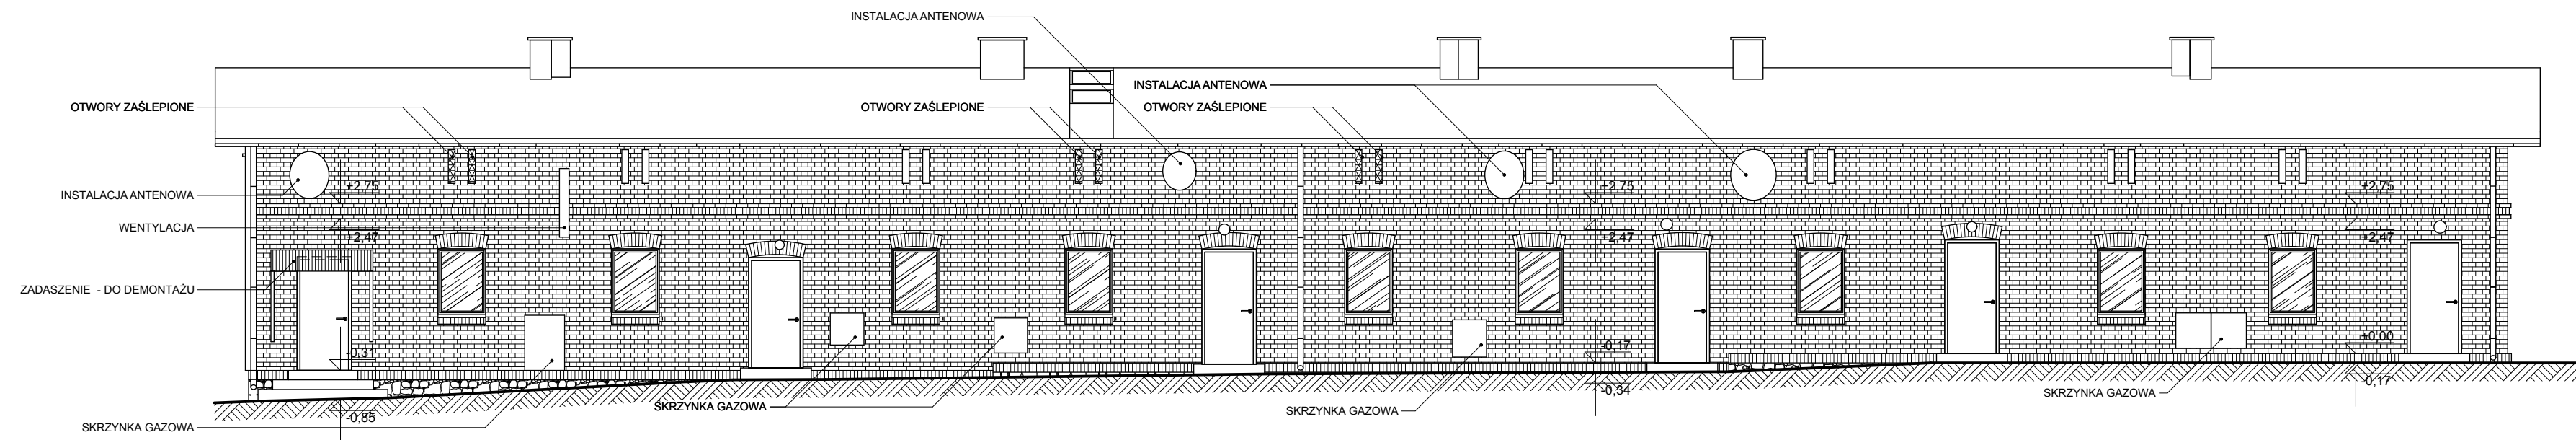 INSTALACJA ANTENOWA
INSTALACJA ANTENOWA
OTWORY ZAŚLEPIONE
OTWORY ZAŚLEPIONE
OTWORY ZAŚLEPIONE
INSTALACJA ANTENOWA
+2,75
+2,75
+2,75
WENTYLACJA
+2,47
+2,47
+2,47
ZADASZENIE - DO DEMONTAŻU
-0,31
-0,17
±0,00
-0,85
-0,34
-0,17
SKRZYNKA GAZOWA
SKRZYNKA GAZOWA
SKRZYNKA GAZOWA
SKRZYNKA GAZOWA